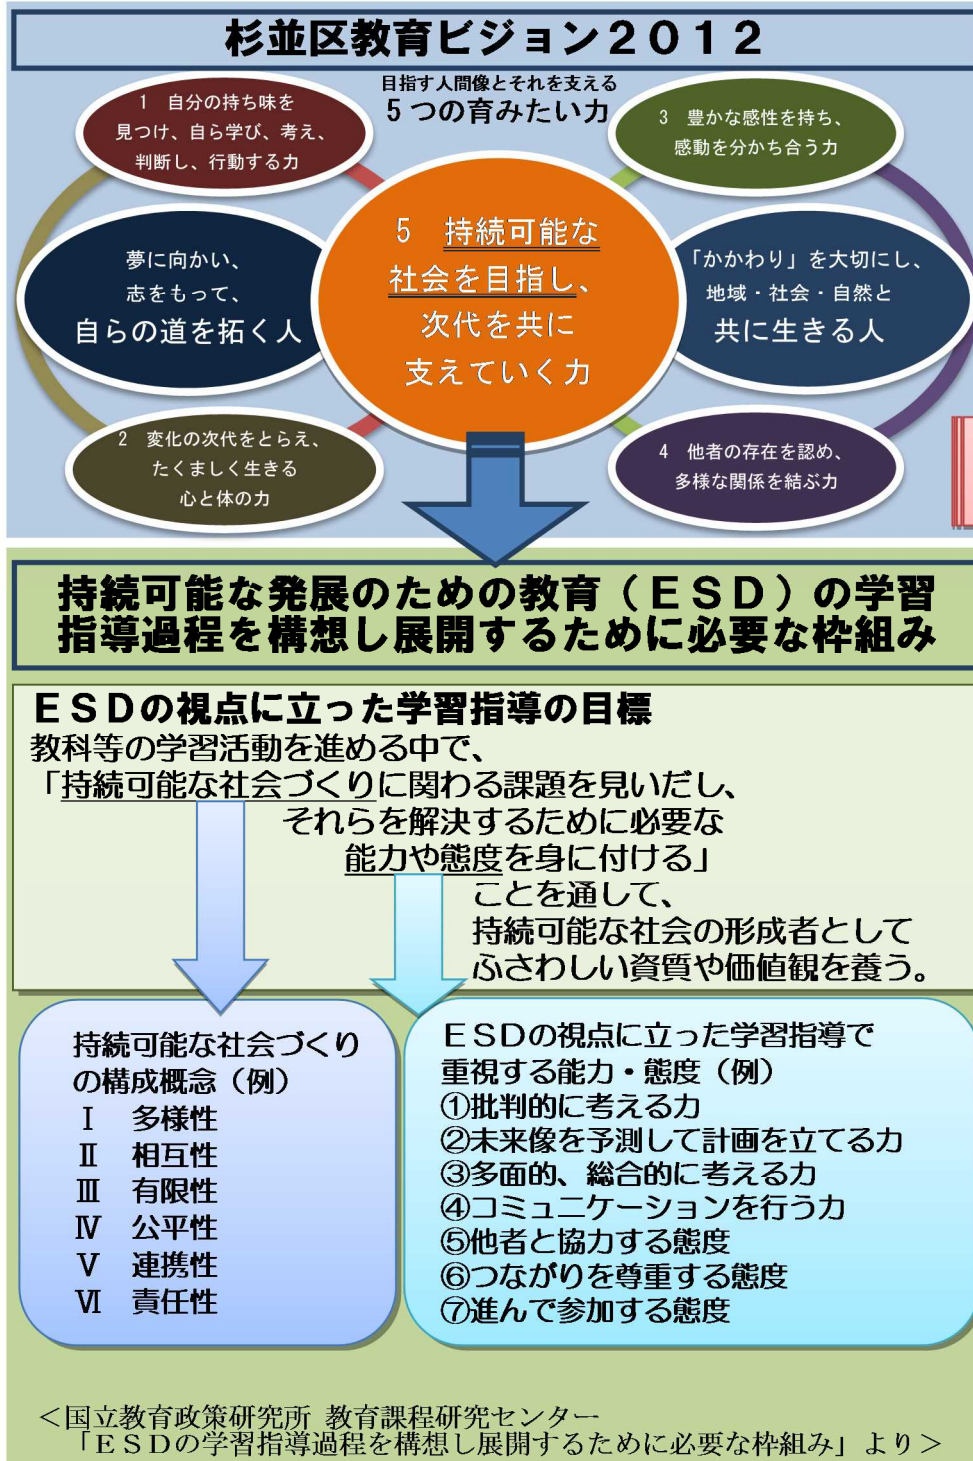 杉並区教育ビジョン２０１２
目指す人間像とそれを支える
５つの育みたい力
1　自分の持ち味を
見つけ、自ら学び、考え、
判断し、行動する力
3　豊かな感性を持ち、
感動を分かち合う力
夢に向かい、
志をもって、
自らの道を拓く人
5　持続可能な
社会を目指し、
次代を共に
支えていく力
「かかわり」を大切にし、
地域・社会・自然と
共に生きる人
2　変化の次代をとらえ、
たくましく生きる
心と体の力
4　他者の存在を認め、
多様な関係を結ぶ力
持続可能な発展のための教育（ＥＳＤ）の学習
指導過程を構想し展開するために必要な枠組み
ＥＳＤの視点に立った学習指導の目標
教科等の学習活動を進める中で、
「持続可能な社会づくりに関わる課題を見いだし、
それらを解決するために必要な
能力や態度を身に付ける」
ことを通して、
持続可能な社会の形成者として
ふさわしい資質や価値観を養う。
持続可能な社会づくり
の構成概念（例）
Ⅰ　多様性
Ⅱ　相互性
Ⅲ　有限性
Ⅳ　公平性
Ⅴ　連携性
Ⅵ　責任性
ＥＳＤの視点に立った学習指導で
重視する能力・態度（例）
①批判的に考える力
②未来像を予測して計画を立てる力
③多面的、総合的に考える力
④コミュニケーションを行う力
⑤他者と協力する態度
⑥つながりを尊重する態度
⑦進んで参加する態度
＜国立教育政策研究所 教育課程研究センター
「ＥＳＤの学習指導過程を構想し展開するために必要な枠組み」より＞